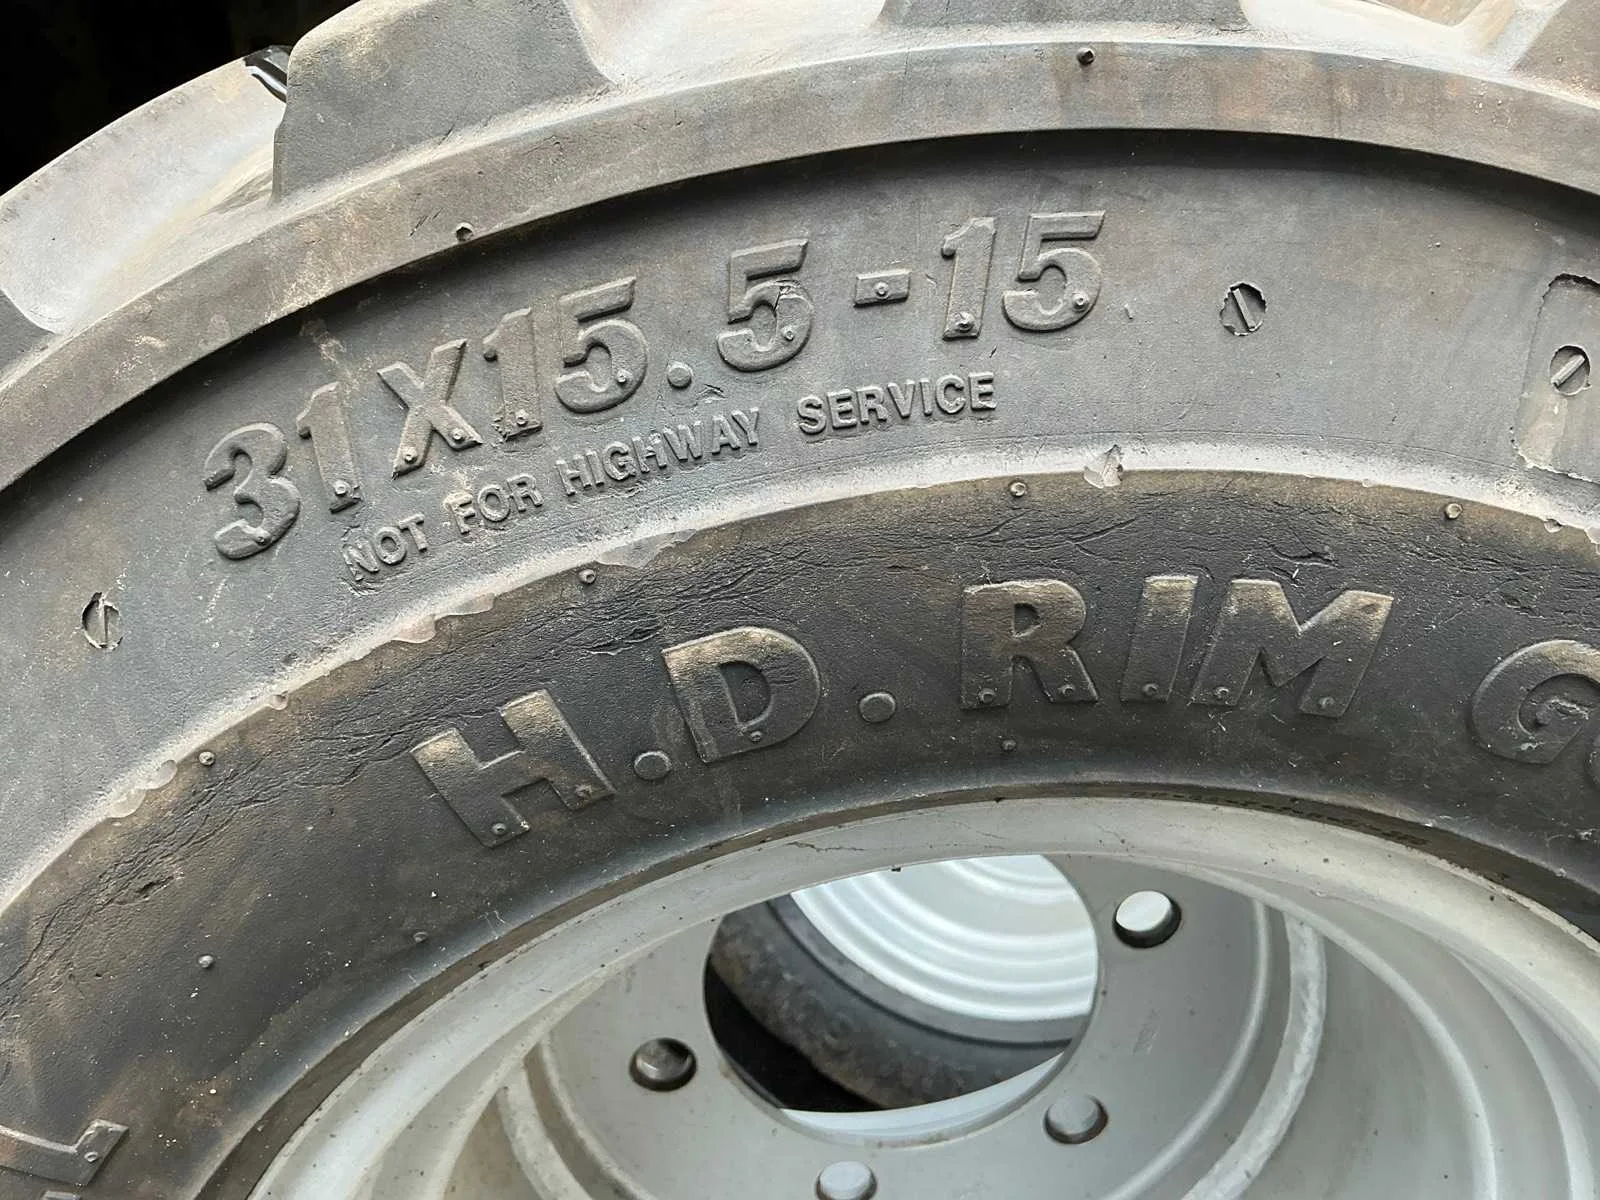 31X15.5-15
NOT FOR HIGHWAY SERVICE
H.D. RIM